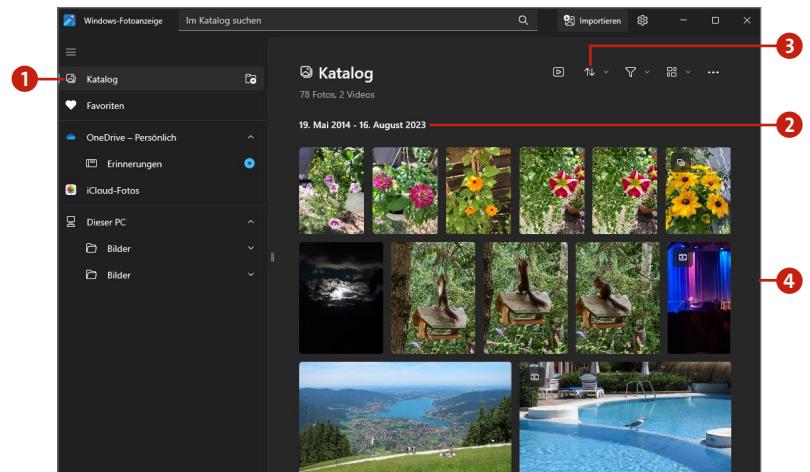 Windows-Fotoanzeige
Im Katalog suchen
Importieren
3
1
Katalog
Katalog
78 Fotos, 2 Videos
Favoriten
2
19. Mai 2014 - 16. August 2023
OneDrive – Persönlich
Erinnerungen
iCloud-Fotos
Dieser PC
Bilder
Bilder
4